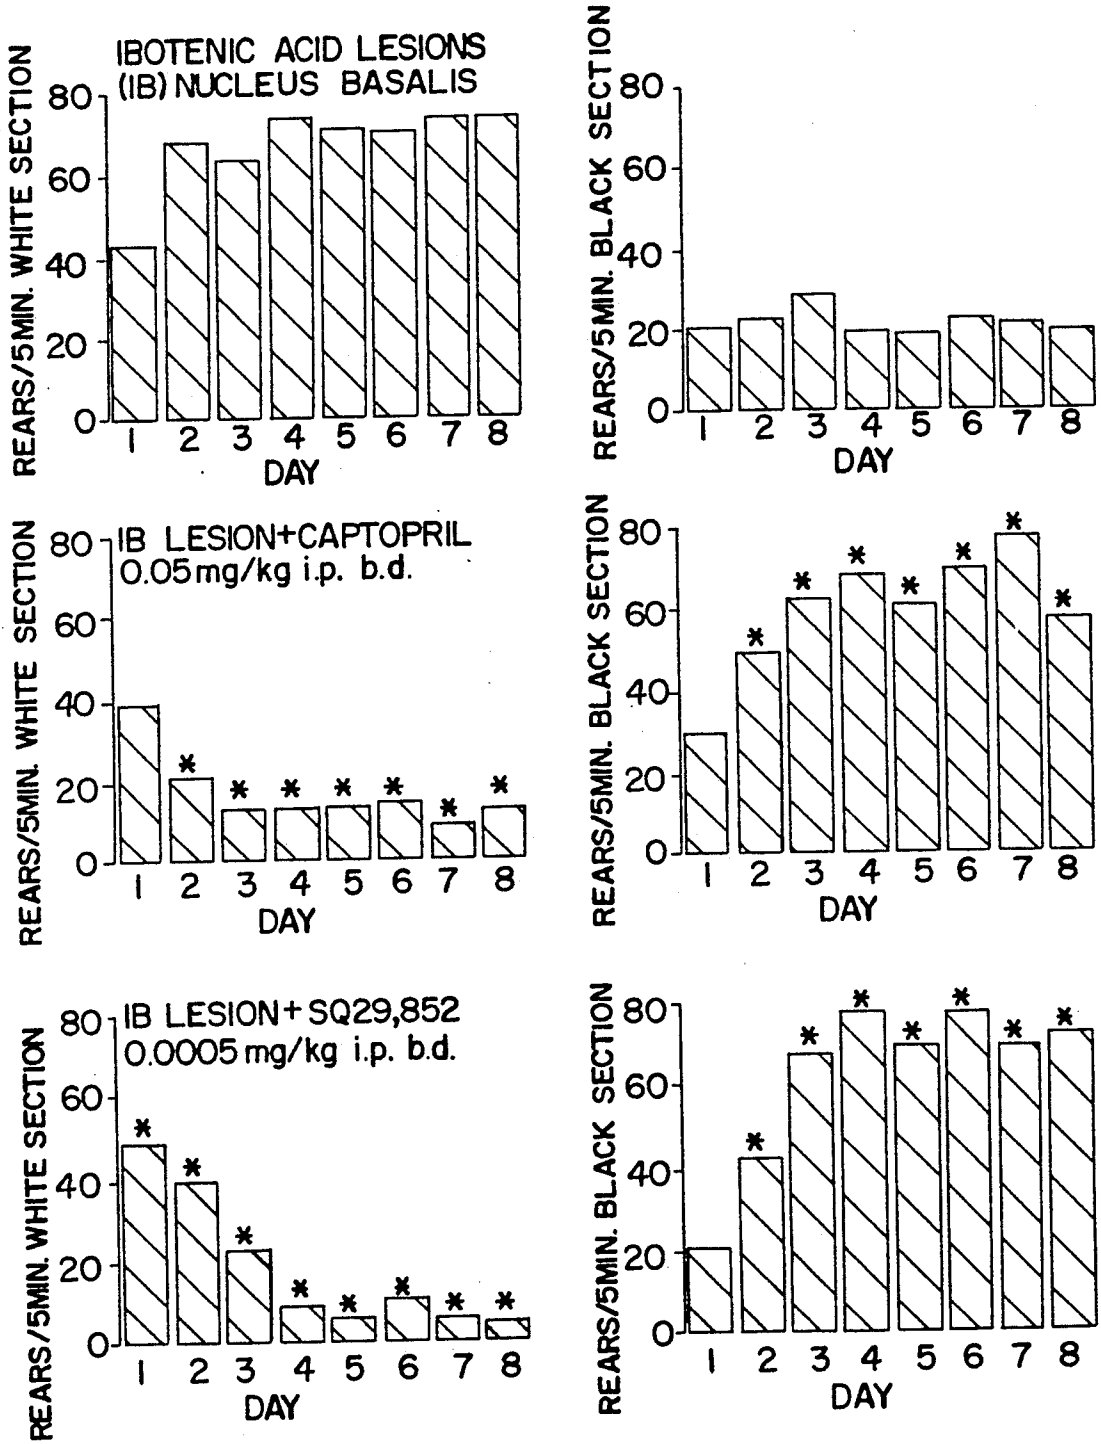 IBOTENIC ACID LESIONS
(IB) NUCLEUS BASALIS
REARS/5MIN. WHITE SECTION
80
60
40
20
0
1 2 3 4 5 6 7 8
DAY
REARS/5MIN. BLACK SECTION
80
60
40
20
0
1 2 3 4 5 6 7 8
DAY
IB LESION+CAPTOPRIL
0.05mg/kg i.p. b.d.
REARS/5MIN. WHITE SECTION
80
60
40
20
0
* * * * * * *
1 2 3 4 5 6 7 8
DAY
REARS/5MIN. BLACK SECTION
80
60
40
20
0
* * * * * * *
1 2 3 4 5 6 7 8
DAY
IB LESION+SQ29,852
0.0005mg/kg i.p. b.d.
REARS/5MIN. WHITE SECTION
80
60
40
20
0
* * * * * * * *
1 2 3 4 5 6 7 8
DAY
REARS/5MIN. BLACK SECTION
80
60
40
20
0
* * * * * * *
1 2 3 4 5 6 7 8
DAY